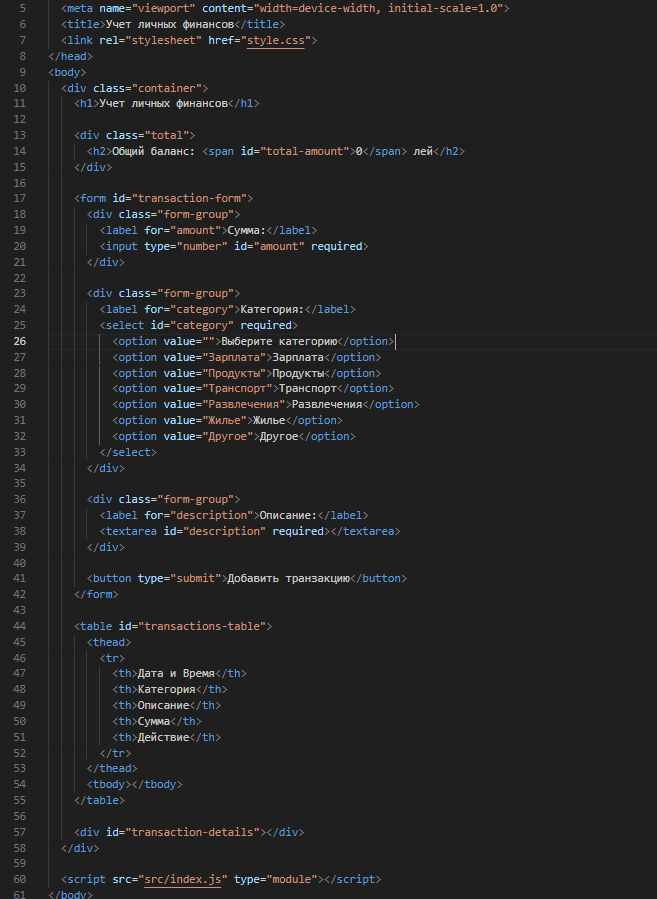 5 <meta name="viewport" content="width=device-width, initial-scale=1.0">
6 <title>Учет личных финансов</title>
7 <link rel="stylesheet" href="style.css">
8 </head>
9 <body>
10 <div class="container">
11 <h1>Учет личных финансов</h1>
12
13 <div class="total">
14 <h2>Общий баланс: <span id="total-amount">0</span> лей</h2>
15 </div>
16
17 <form id="transaction-form">
18 <div class="form-group">
19 <label for="amount">Сумма:</label>
20 <input type="number" id="amount" required>
21 </div>
22
23 <div class="form-group">
24 <label for="category">Категория:</label>
25 <select id="category" required>
26 <option value="">Выберите категорию</option>
27 <option value="Зарплата">Зарплата</option>
28 <option value="Продукты">Продукты</option>
29 <option value="Транспорт">Транспорт</option>
30 <option value="Развлечения">Развлечения</option>
31 <option value="Жилье">Жилье</option>
32 <option value="Другое">Другое</option>
33 </select>
34 </div>
35
36 <div class="form-group">
37 <label for="description">Описание:</label>
38 <textarea id="description" required></textarea>
39 </div>
40
41 <button type="submit">Добавить транзакцию</button>
42 </form>
43
44 <table id="transactions-table">
45 <thead>
46 <tr>
47 <th>Дата и Время</th>
48 <th>Категория</th>
49 <th>Описание</th>
50 <th>Сумма</th>
51 <th>Действие</th>
52 </tr>
53 </thead>
54 <tbody></tbody>
55 </table>
56
57 <div id="transaction-details"></div>
58 </div>
59
60 <script src="src/index.js" type="module"></script>
61 </body>